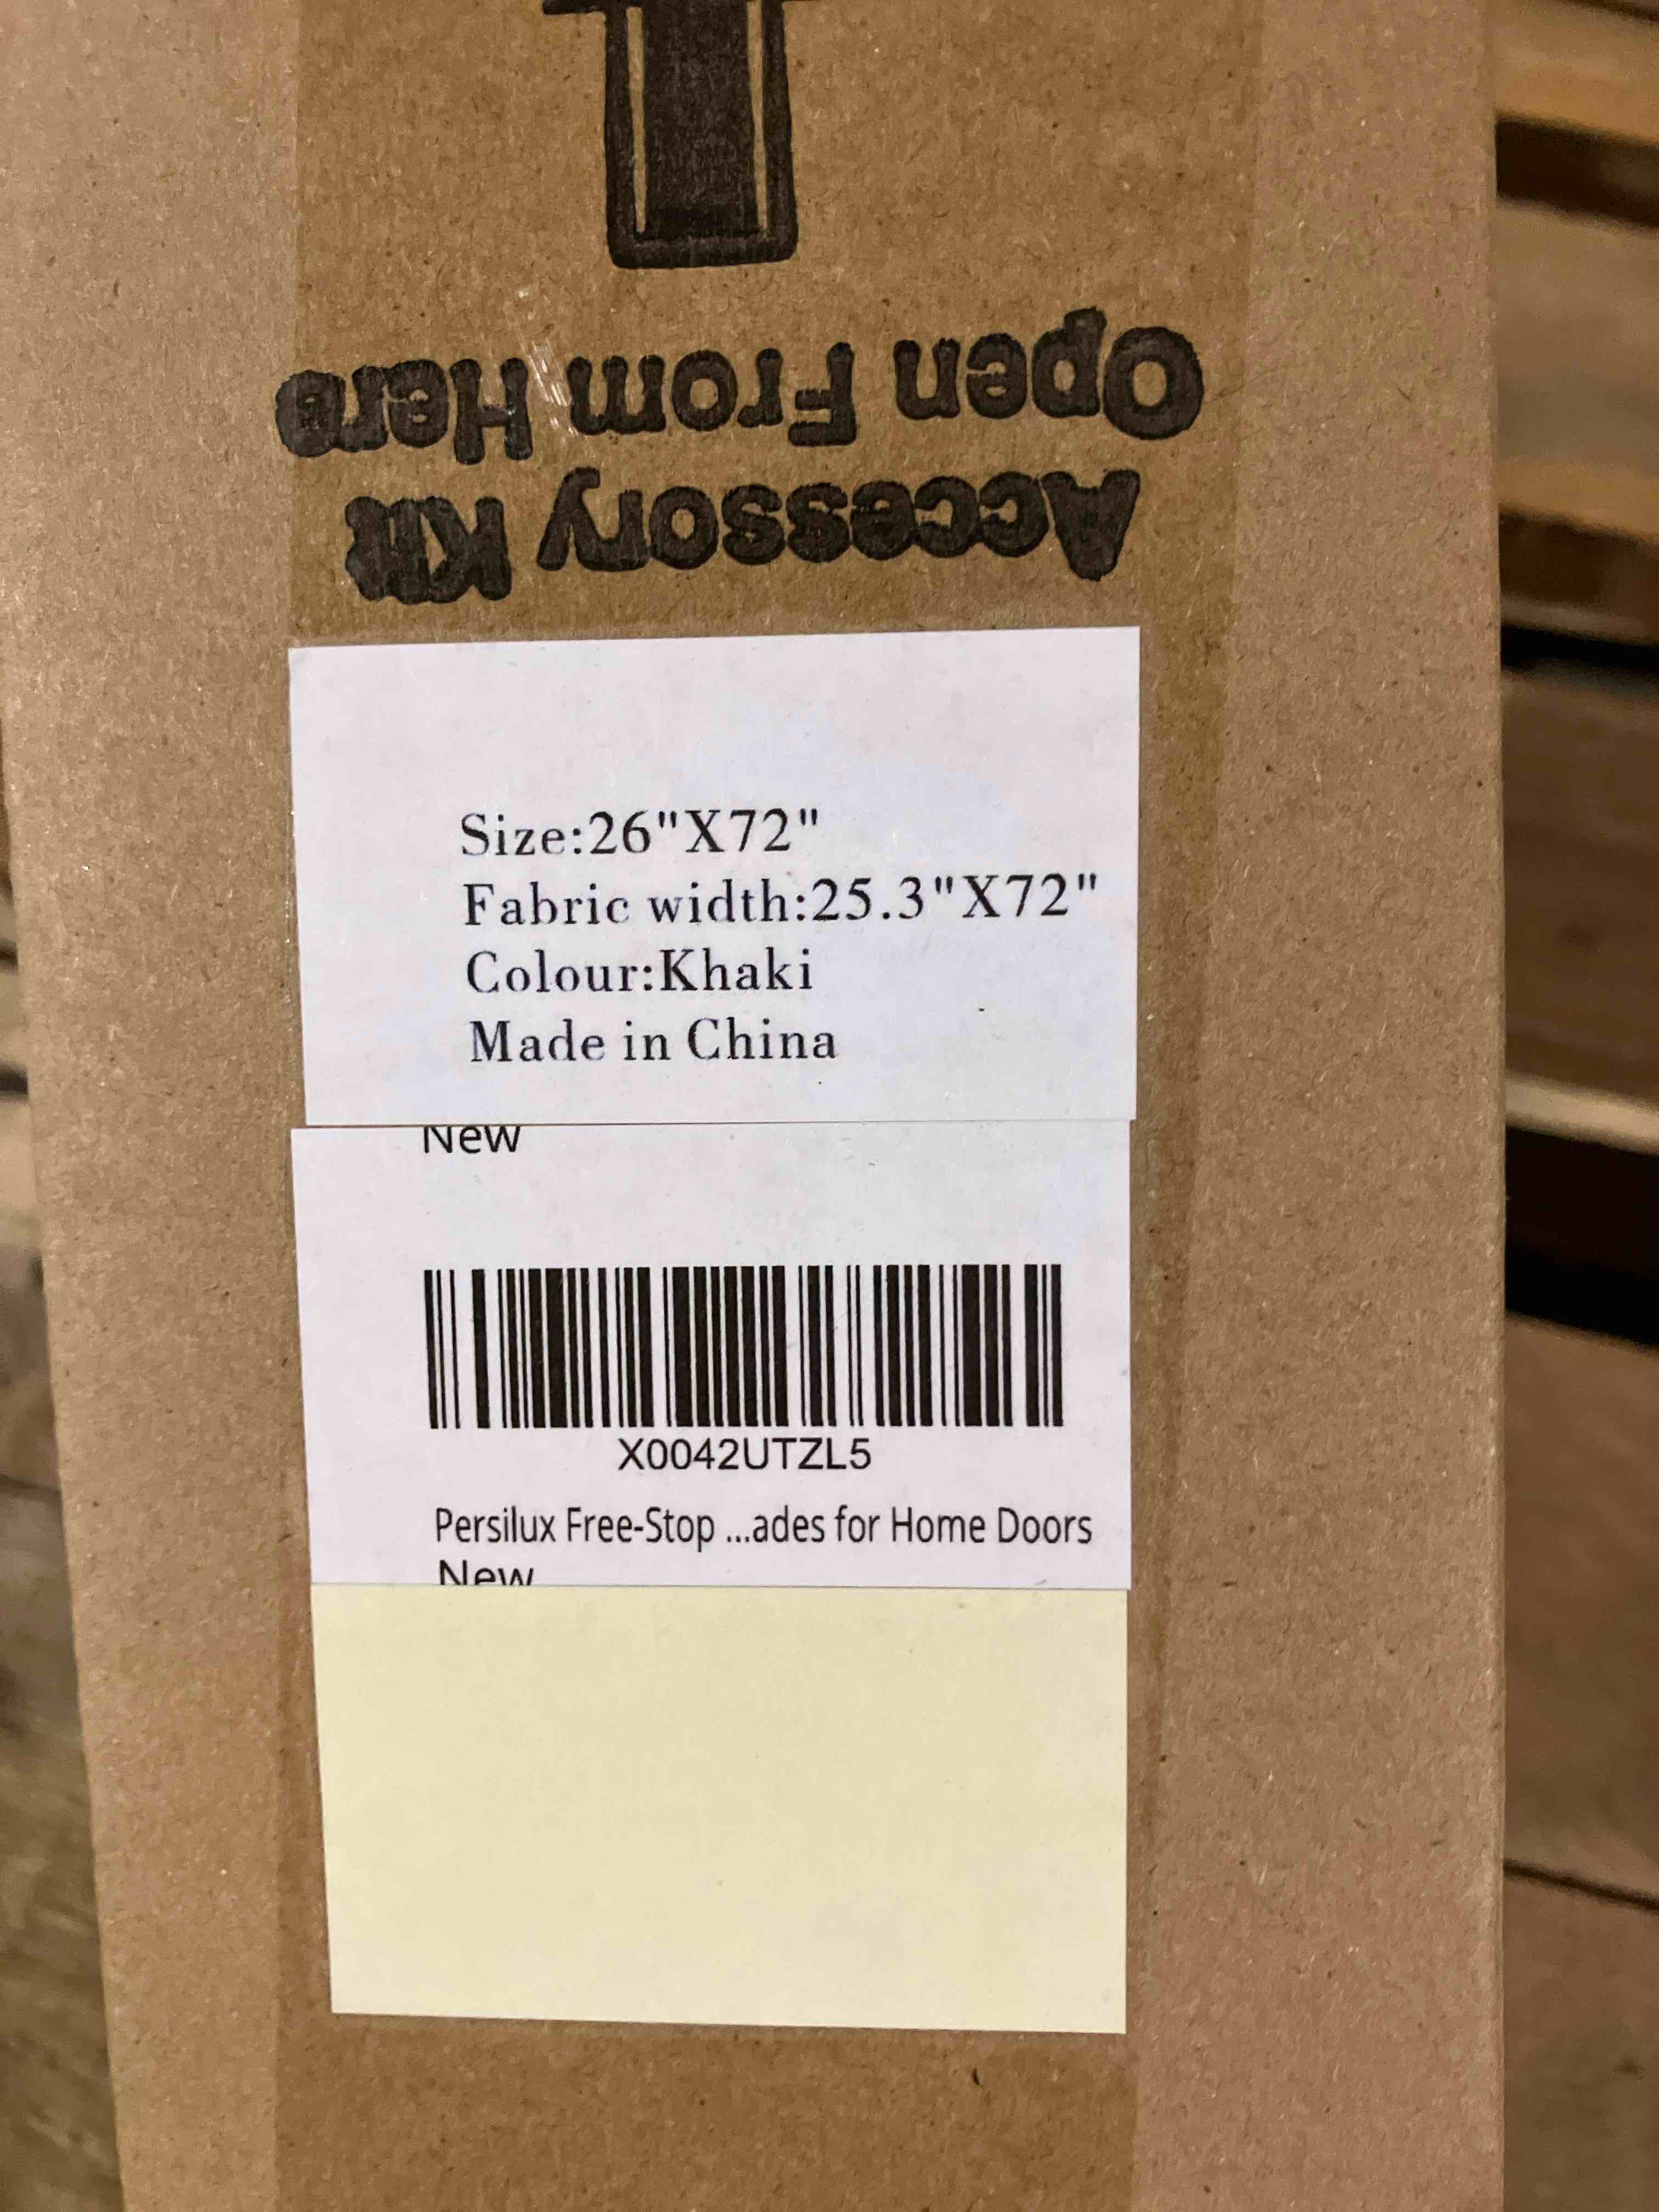 Accessory Kit
Open From Here
Size:26"X72"
Fabric width:25.3"X72"
Colour:Khaki
Made in China
New
X0042UTZL5
Persilux Free-Stop ...ades for Home Doors
New